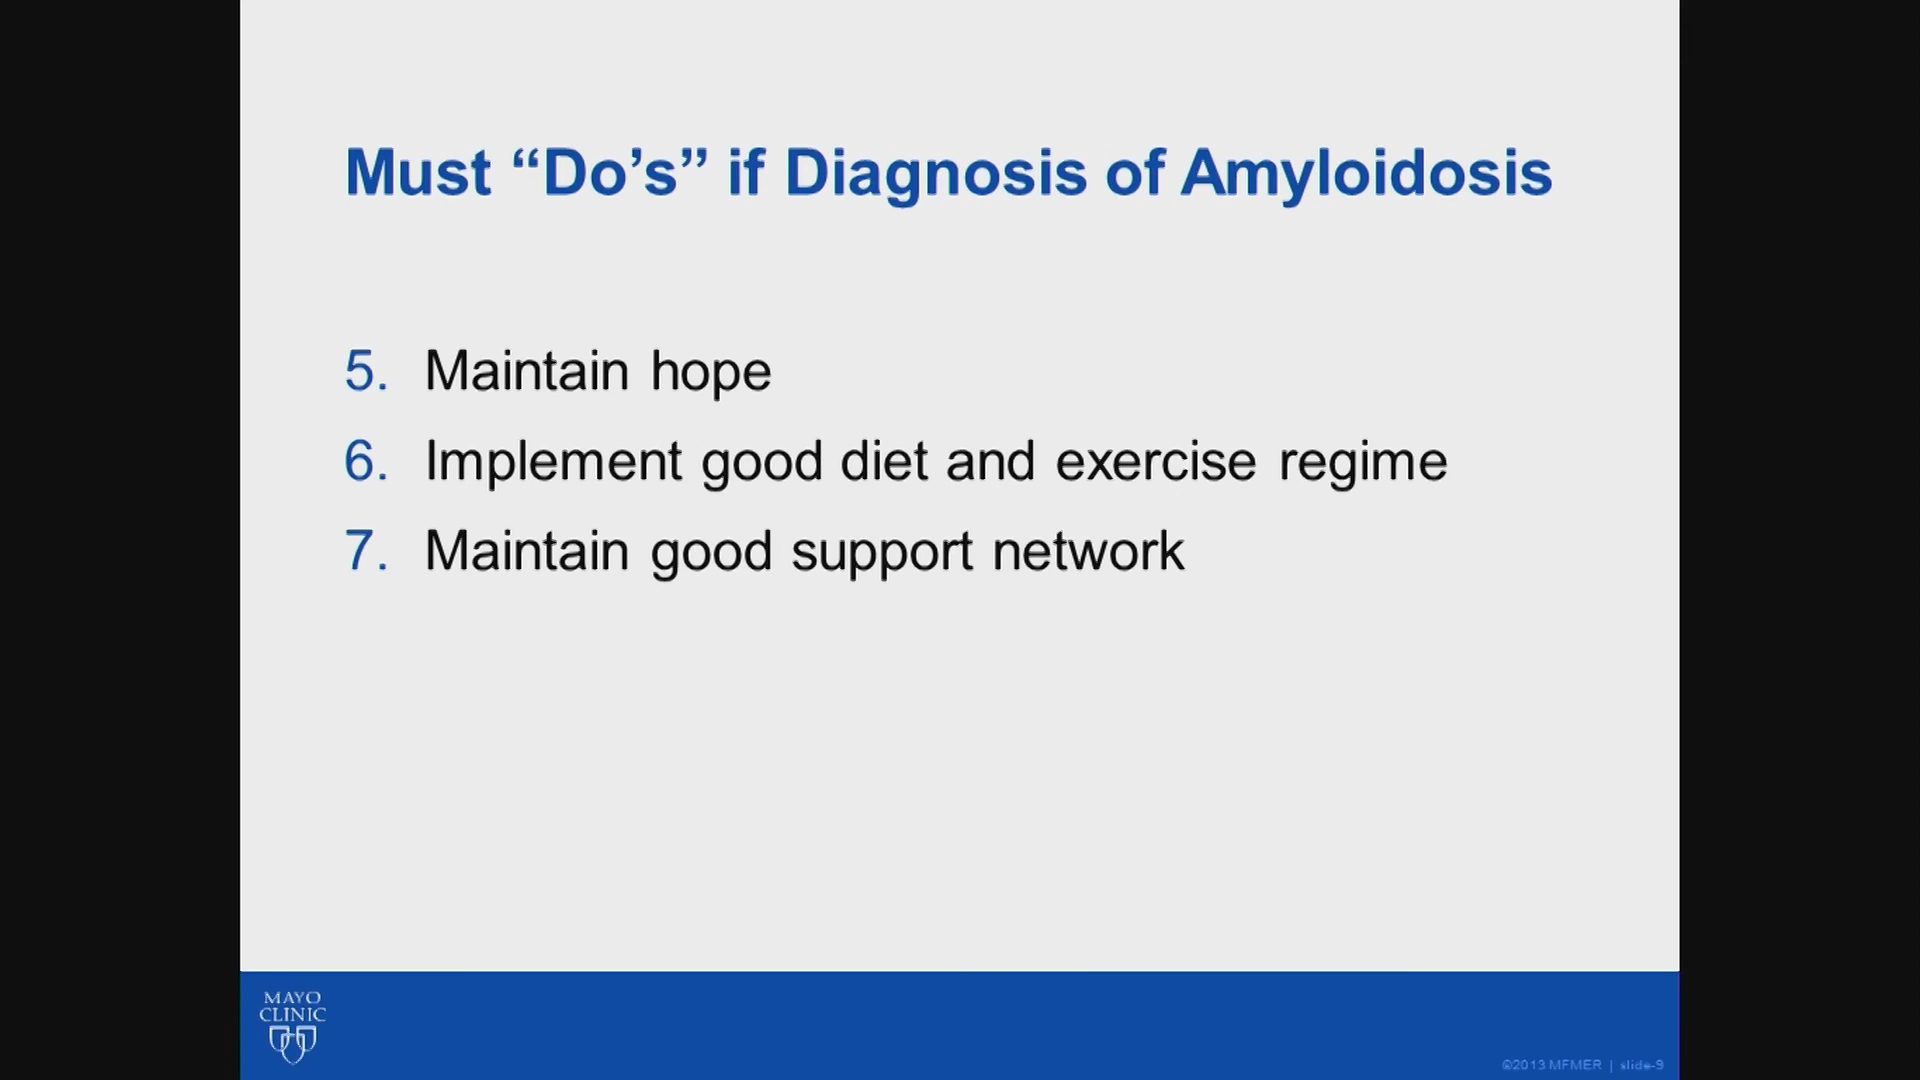 Must “Do’s” if Diagnosis of Amyloidosis
5. Maintain hope
6. Implement good diet and exercise regime
7. Maintain good support network
MAYO
CLINIC
©2013 MFMER | slide-9